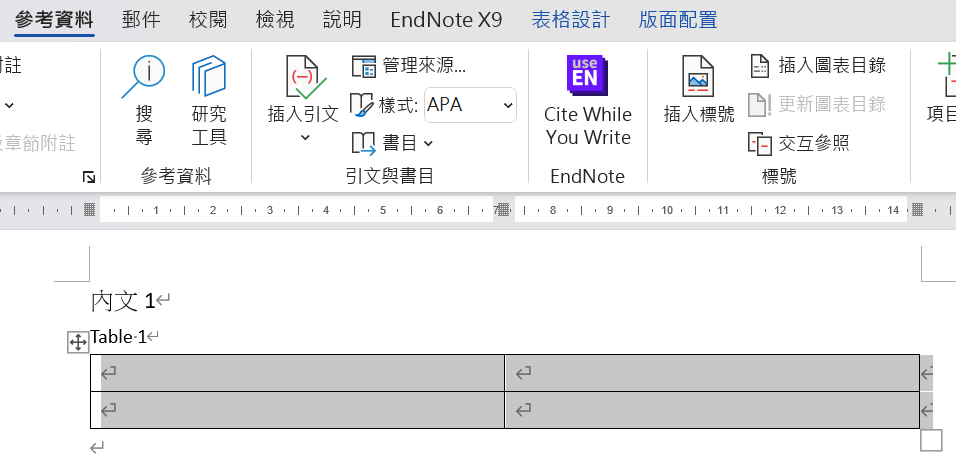 參考資料 郵件 校閱 檢視 說明 EndNote X9 表格設計 版面配置
附註
搜尋
研究工具
插入引文
管理來源...
樣式: APA
書目
use EN
Cite While
You Write
插入標號
插入圖表目錄
更新圖表目錄
交互參照
項目
及章節附註
參考資料 引文與書目 EndNote 標號
1 2 3 4 5 6 7 8 9 10 11 12 13 14
內文 1
Table 1